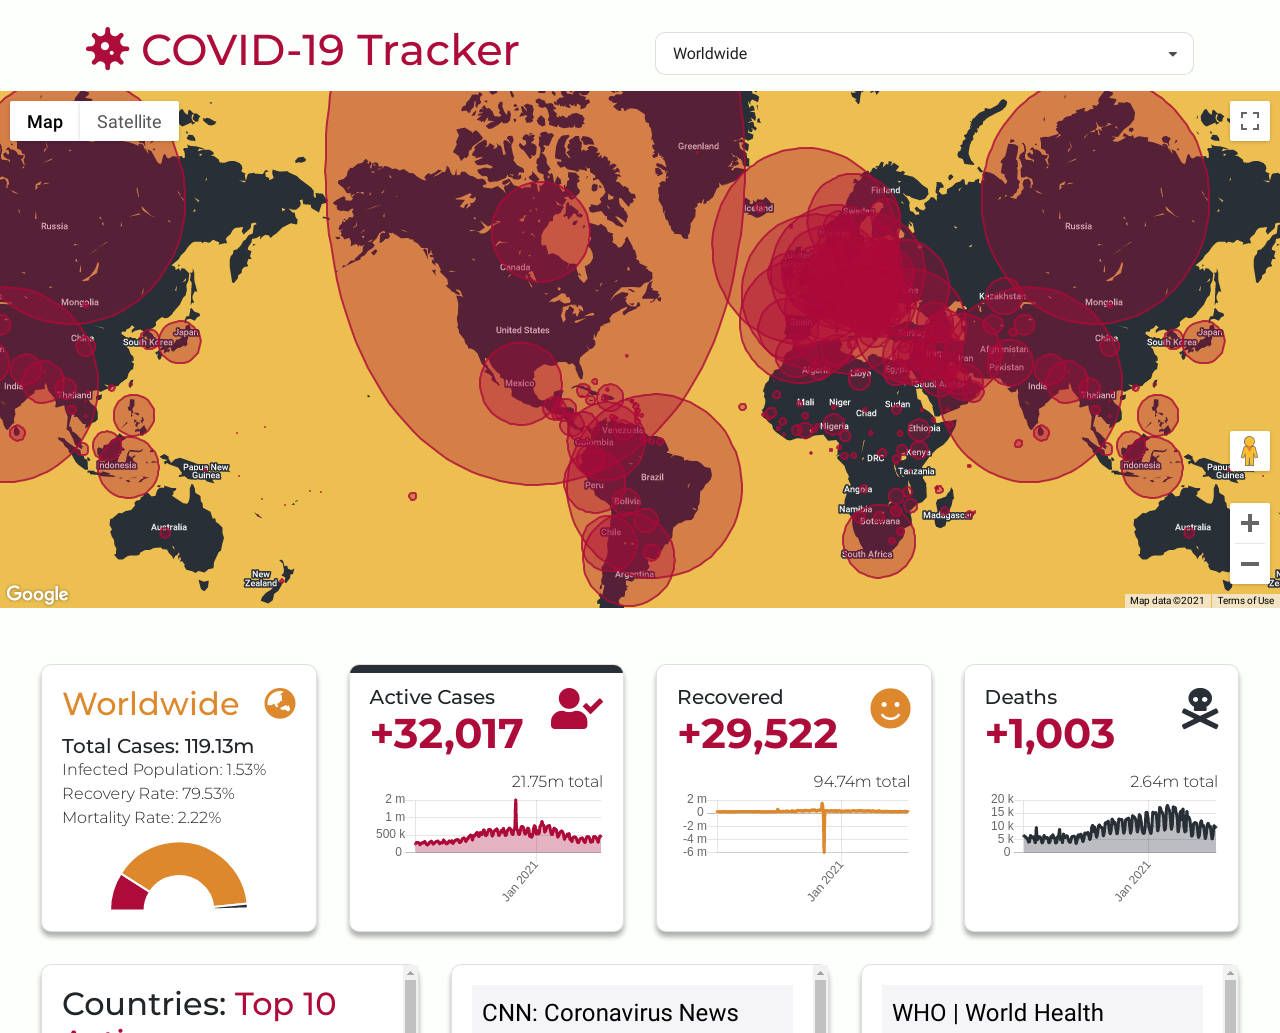 COVID-19 Tracker
Worldwide
Map
Satellite
Greenland
Iceland
Finland
Sweden
Russia
Russia
Canada
Mongolia
Kazakhstan
Mongolia
United States
China
South Korea
Japan
Spain
Turkey
Iraq
Iran
Afghanistan
Pakistan
China
South Korea
Japan
India
Thailand
Mexico
Algeria
Libya
Egypt
Saudi Ar
India
Thailand
Mali
Niger
Chad
Sudan
Nigeria
Ethiopia
Venezuela
Colombia
Brazil
Peru
Bolivia
Chile
Argentina
DRC
Kenya
Tanzania
Angola
Namibia
Botswana
Madagascar
South Africa
Indonesia
Papua New
Guinea
Australia
New
Zealand
Indonesia
Papua
Guinea
Australia
Google
Map data ©2021
Terms of Use
Worldwide
Total Cases: 119.13m
Infected Population: 1.53%
Recovery Rate: 79.53%
Mortality Rate: 2.22%
Active Cases
+32,017
21.75m total
2 m
1 m
500 k
0
Jan 2021
Recovered
+29,522
94.74m total
2 m
0
-2 m
-4 m
-6 m
Jan 2021
Deaths
+1,003
2.64m total
20 k
15 k
10 k
5 k
0
Jan 2021
Countries: Top 10
CNN: Coronavirus News
WHO | World Health